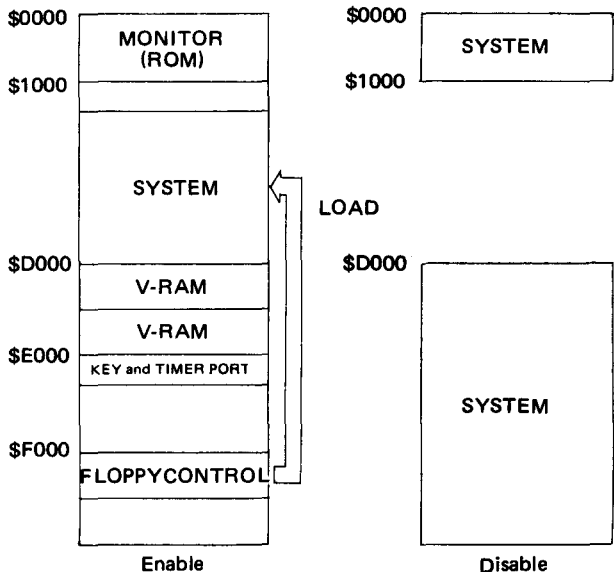 $0000
MONITOR
(ROM)
$1000
SYSTEM
LOAD
$D000
V-RAM
V-RAM
$E000
KEY and TIMER PORT
$F000
FLOPPYCONTROL
Enable
$0000
SYSTEM
$1000
$D000
SYSTEM
Disable